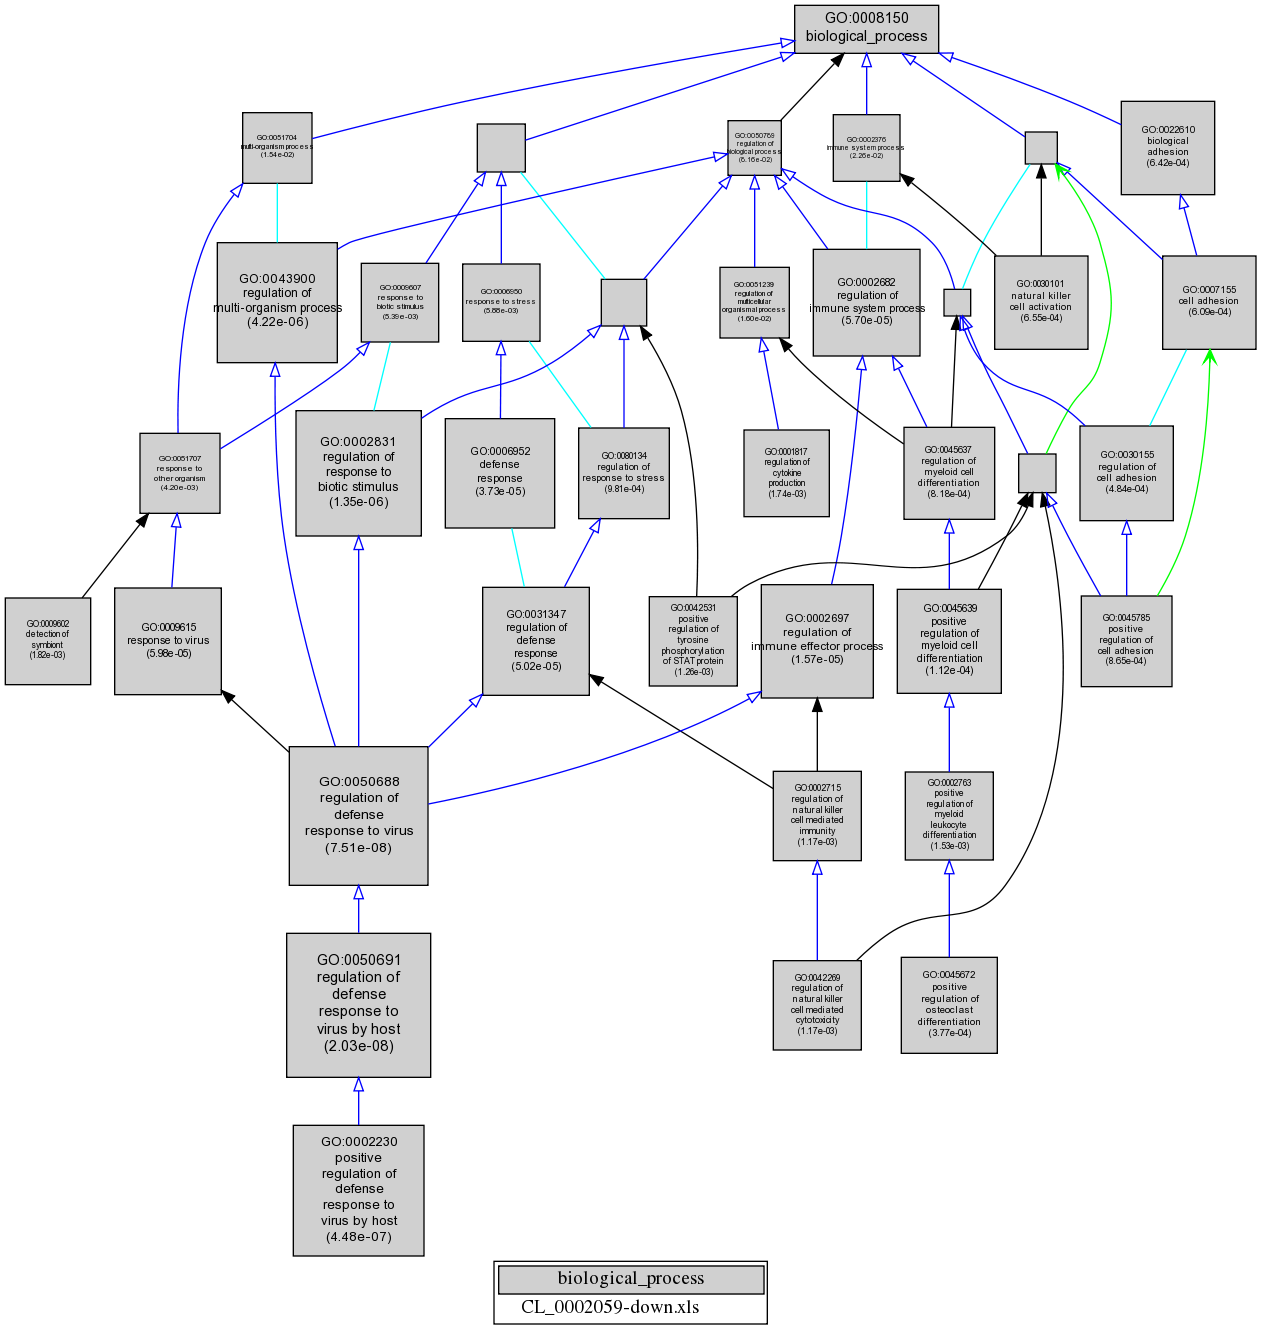 GO:0008150
biological_process
GO:0051704
multi-organism process
(1.54e-02)
GO:0050789
regulation of
biological process
(6.16e-02)
GO:0002376
immune system process
(2.26e-02)
GO:0022610
biological
adhesion
(6.42e-04)
GO:0043900
regulation of
multi-organism process
(4.22e-06)
GO:0009607
response to
biotic stimulus
(5.39e-03)
GO:0006950
response to stress
(5.86e-03)
GO:0051239
regulation of
multicellular
organismal process
(1.60e-02)
GO:0002682
regulation of
immune system process
(5.70e-05)
GO:0030101
natural killer
cell activation
(6.55e-04)
GO:0007155
cell adhesion
(6.09e-04)
GO:0051707
response to
other organism
(4.20e-03)
GO:0002831
regulation of
response to
biotic stimulus
(1.35e-06)
GO:0006952
defense
response
(3.73e-05)
GO:0080134
regulation of
response to stress
(9.81e-04)
GO:0001817
regulation of
cytokine
production
(1.74e-03)
GO:0045637
regulation of
myeloid cell
differentiation
(8.18e-04)
GO:0030155
regulation of
cell adhesion
(4.84e-04)
GO:0009602
detection of
symbiont
(1.82e-03)
GO:0009615
response to virus
(5.98e-05)
GO:0031347
regulation of
defense
response
(5.02e-05)
GO:0042531
positive
regulation of
tyrosine
phosphorylation
of STAT protein
(1.26e-03)
GO:0002697
regulation of
immune effector process
(1.57e-05)
GO:0045639
positive
regulation of
myeloid cell
differentiation
(1.12e-04)
GO:0045785
positive
regulation of
cell adhesion
(8.65e-04)
GO:0050688
regulation of
defense
response to virus
(7.51e-08)
GO:0002715
regulation of
natural killer
cell mediated
immunity
(1.17e-03)
GO:0002763
positive
regulation of
myeloid
leukocyte
differentiation
(1.53e-03)
GO:0050691
regulation of
defense
response to
virus by host
(2.03e-08)
GO:0042269
regulation of
natural killer
cell mediated
cytotoxicity
(1.17e-03)
GO:0045672
positive
regulation of
osteoclast
differentiation
(3.77e-04)
GO:0002230
positive
regulation of
defense
response to
virus by host
(4.48e-07)
biological_process
CL_0002059-down.xls